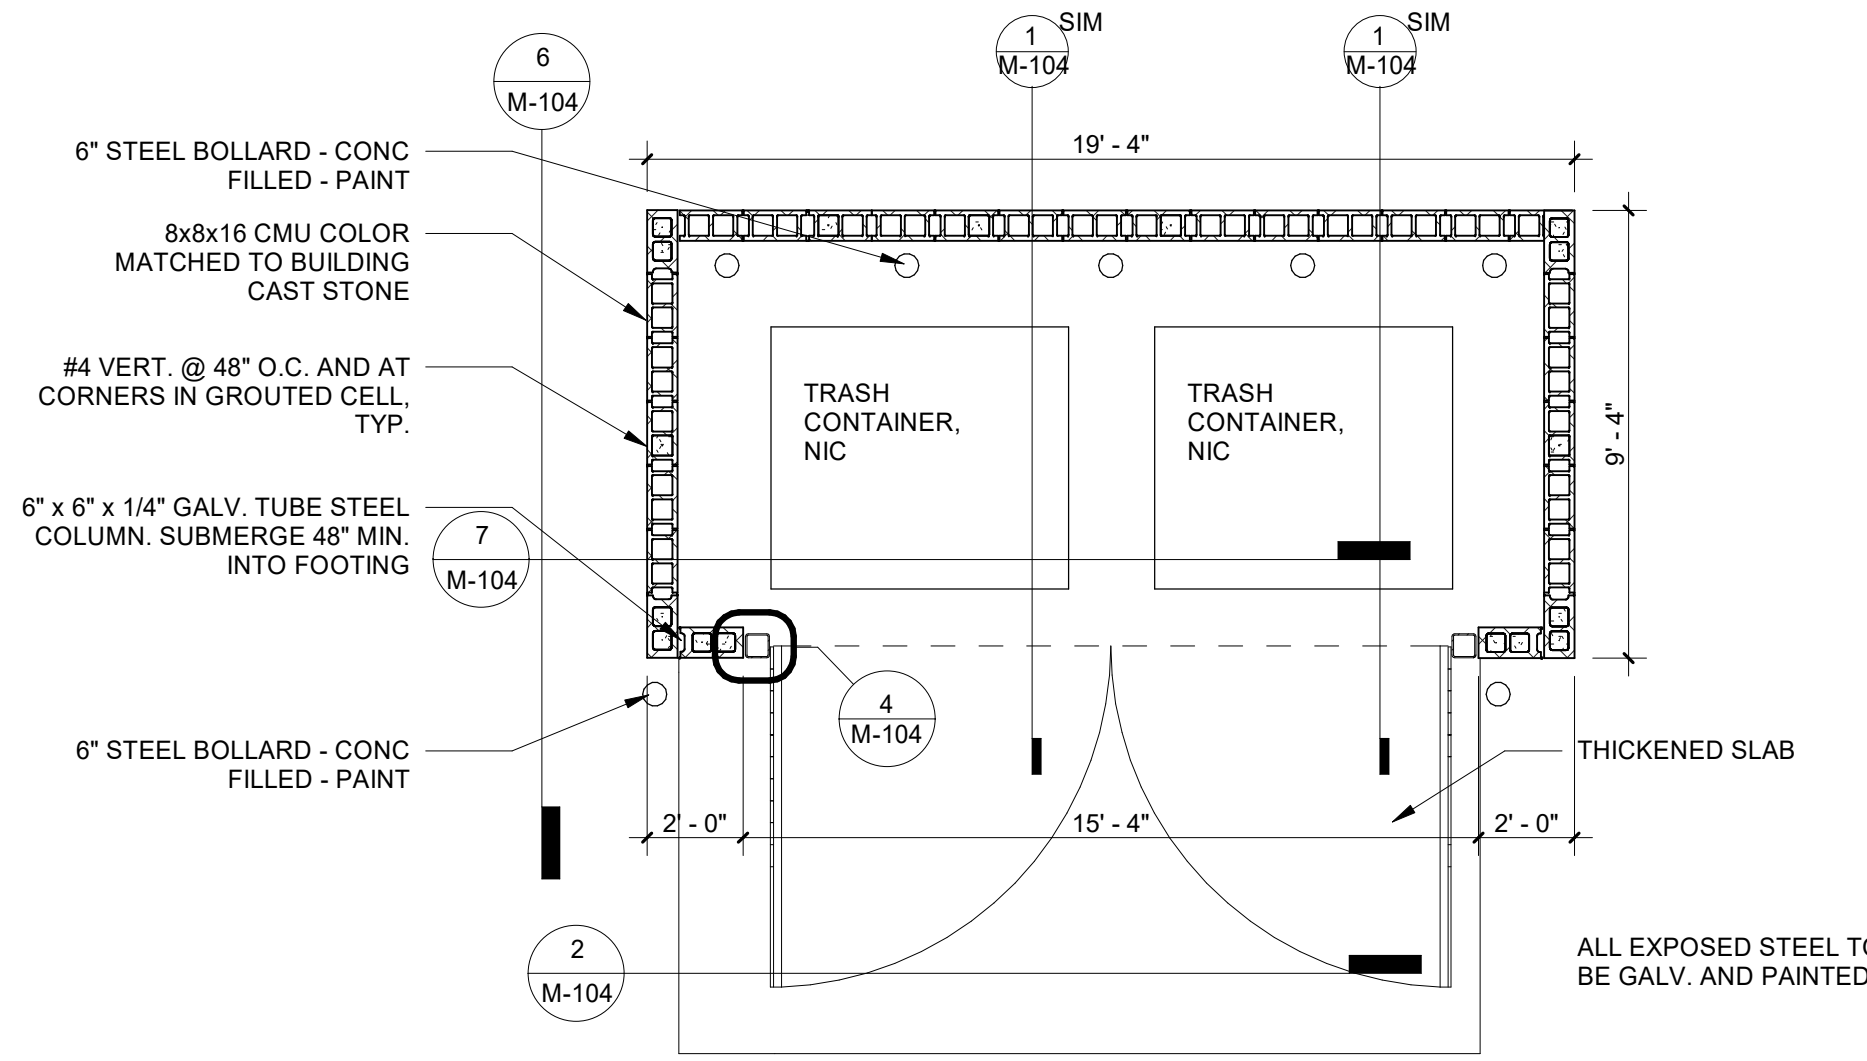 SIM
1
M-104
SIM
1
M-104
6
M-104
19' - 4"
6" STEEL BOLLARD - CONC
FILLED - PAINT
8x8x16 CMU COLOR
MATCHED TO BUILDING
CAST STONE
#4 VERT. @ 48" O.C. AND AT
CORNERS IN GROUTED CELL,
TYP.
TRASH
CONTAINER,
NIC
TRASH
CONTAINER,
NIC
9' - 4"
6" x 6" x 1/4" GALV. TUBE STEEL
COLUMN. SUBMERGE 48" MIN.
INTO FOOTING
7
M-104
4
M-104
6" STEEL BOLLARD - CONC
FILLED - PAINT
THICKENED SLAB
2' - 0"
15' - 4"
2' - 0"
2
M-104
ALL EXPOSED STEEL TO
BE GALV. AND PAINTED